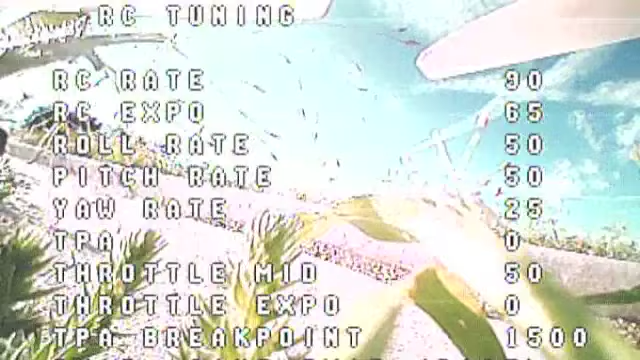 RC TUNING
RC RATE 90
RC EXPO 65
ROLL RATE 50
PITCH RATE 50
YAW RATE 25
TPA 0
THROTTLE MID 50
THROTTLE EXPO 0
TPA BREAKPOINT 1500